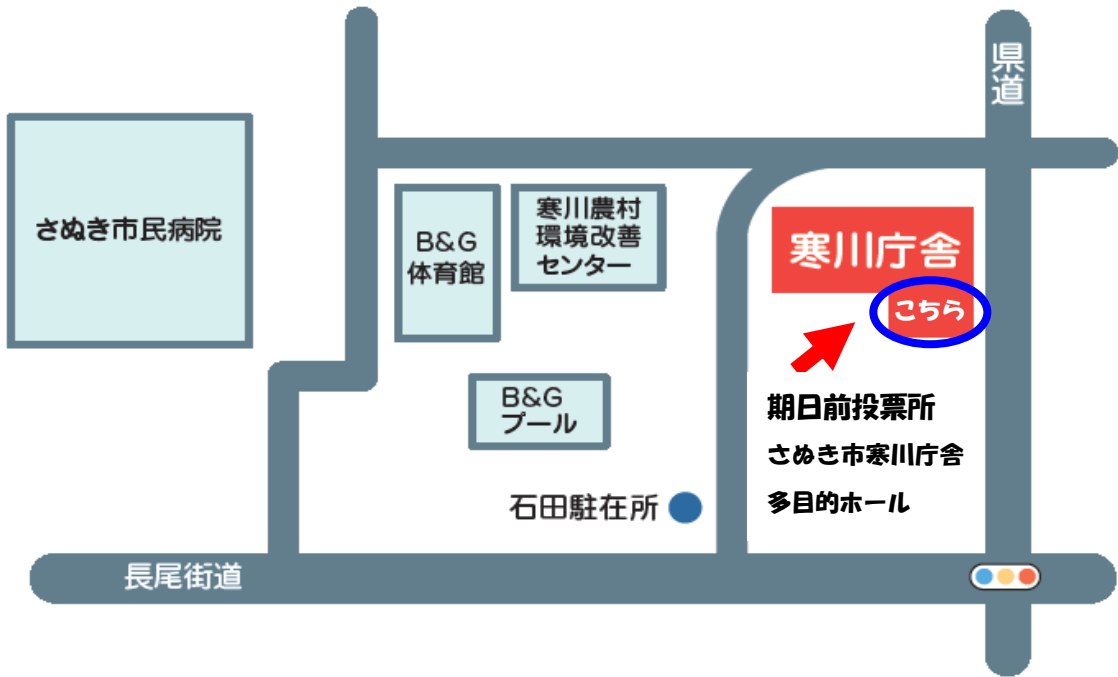 県道
さぬき市民病院
B&G
体育館
寒川農村
環境改善
センター
寒川庁舎
こちら
B&G
プール
期日前投票所
さぬき市寒川庁舎
多目的ホール
石田駐在所
長尾街道